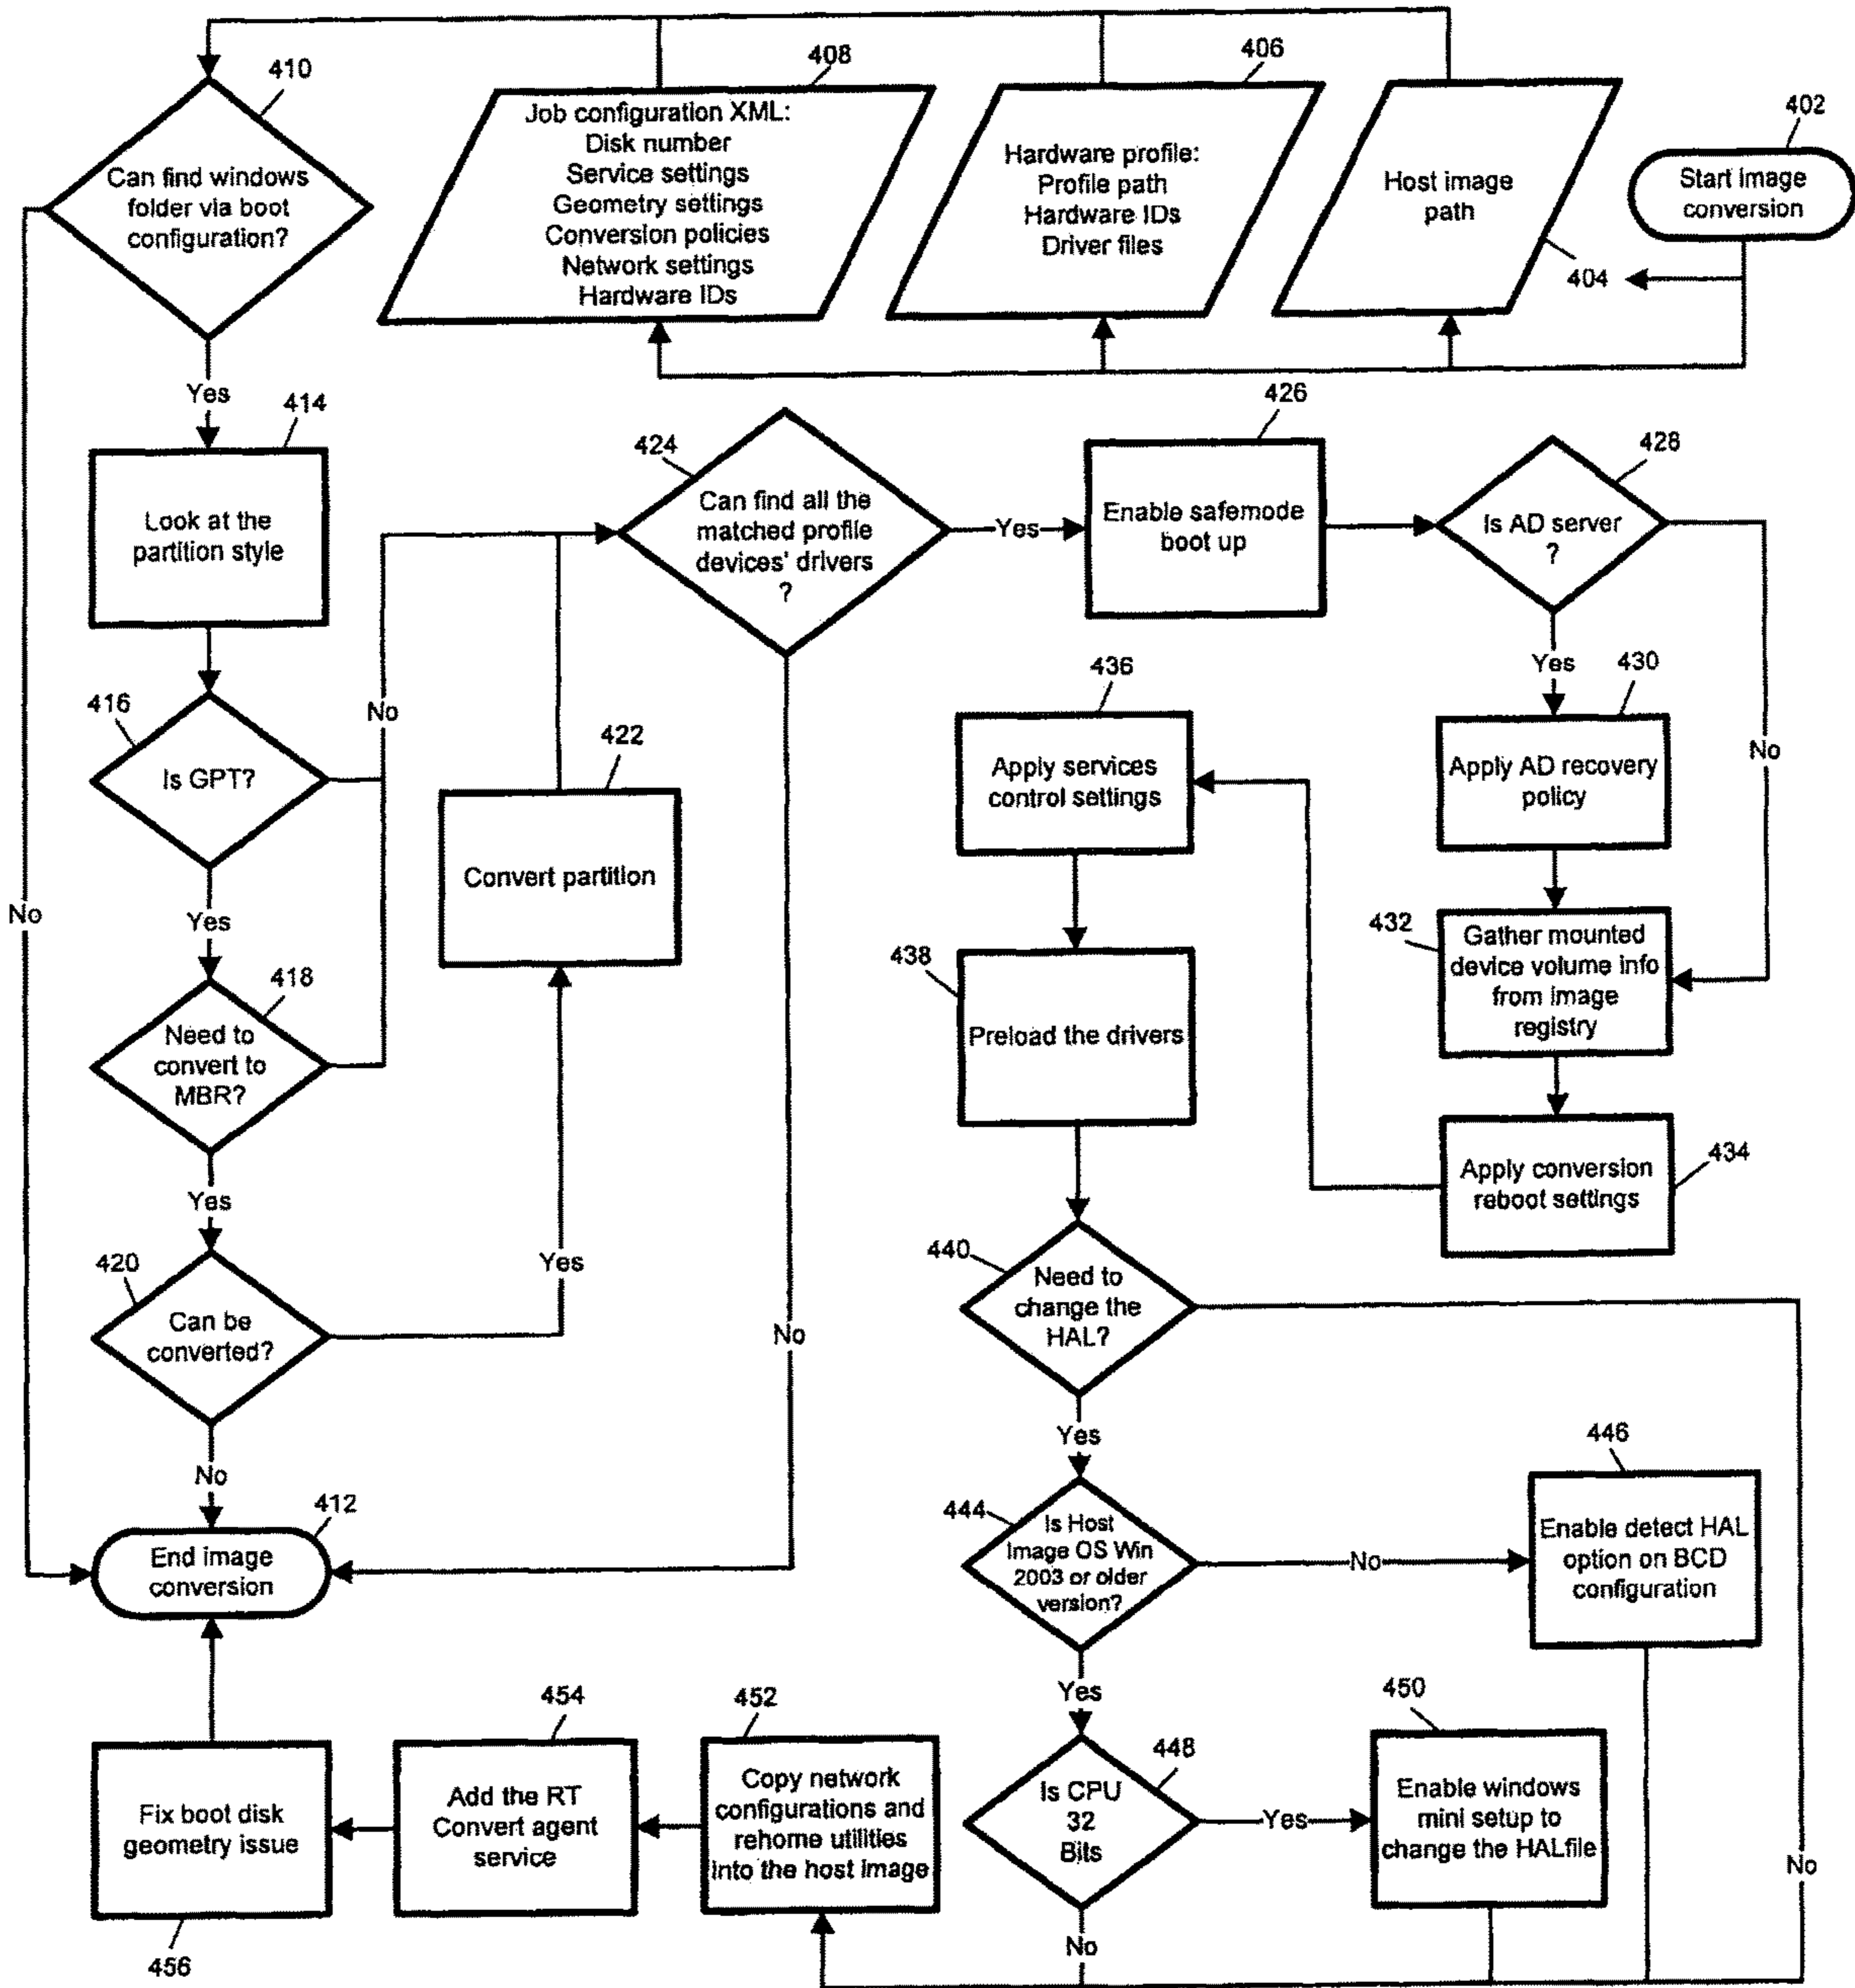 410
Can find windows
folder via boot
configuration?
408
Job configuration XML:
Disk number
Service settings
Geometry settings
Conversion policies
Network settings
Hardware IDs
406
Hardware profile:
Profile path
Hardware IDs
Driver files
Host image
path
404
402
Start image
conversion
Yes
No
414
Look at the
partition style
416
Is GPT?
No
Yes
418
Need to
convert to
MBR?
Yes
420
Can be
converted?
Yes
No
422
Convert partition
412
End image
conversion
424
Can find all the
matched profile
devices' drivers
?
Yes
No
426
Enable safemode
boot up
428
Is AD server
?
Yes
No
430
Apply AD recovery
policy
432
Gather mounted
device volume info
from image
registry
434
Apply conversion
reboot settings
436
Apply services
control settings
438
Preload the drivers
440
Need to
change the
HAL?
Yes
No
444
Is Host
Image OS Win
2003 or older
version?
No
Yes
446
Enable detect HAL
option on BCD
configuration
448
Is CPU
32
Bits
Yes
No
450
Enable windows
mini setup to
change the HALfile
452
Copy network
configurations and
rehome utilities
into the host image
454
Add the RT
Convert agent
service
Fix boot disk
geometry issue
456